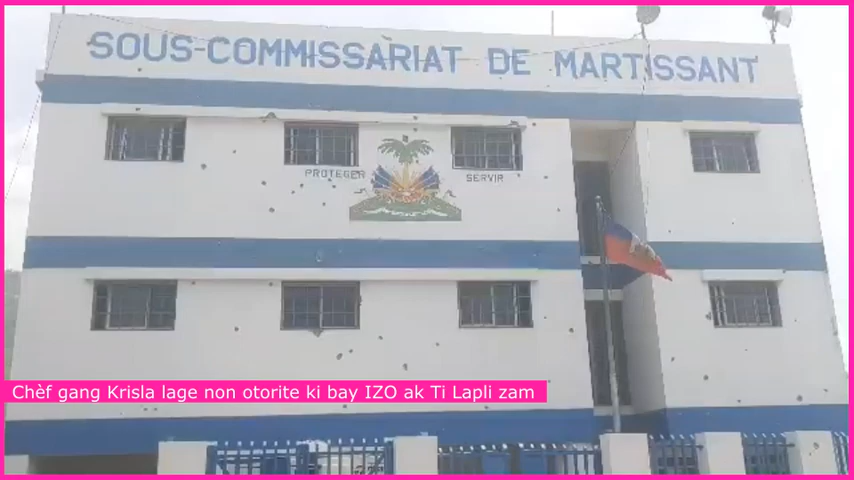 SOUS-COMMISSARIAT DE MARTISSANT
PROTEGER SERVIR
Chèf gang Krisla lage non otorite ki bay IZO ak Ti Lapli zam